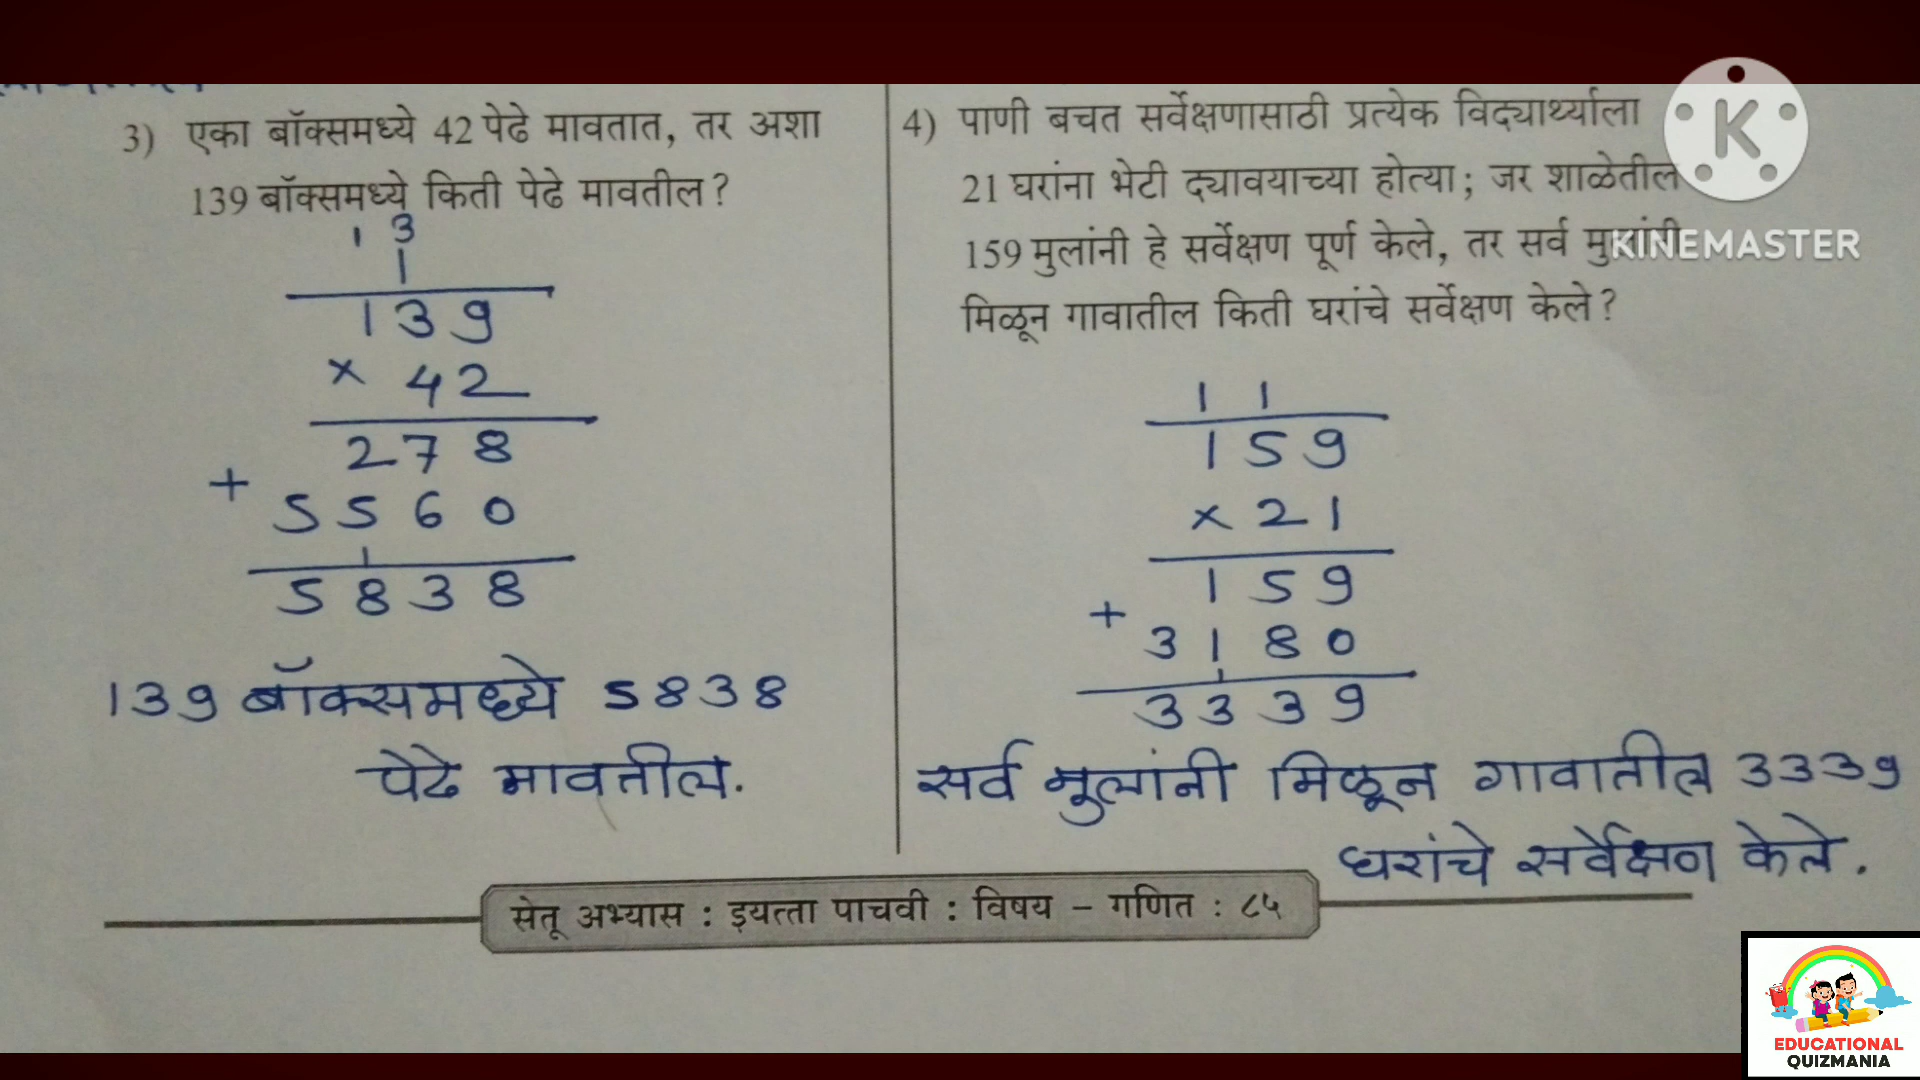 3) एका बॉक्समध्ये 42 पेढे मावतात, तर अशा
139 बॉक्समध्ये किती पेढे मावतील?
1 3
1
139
× 42
278
+
5560
1
5838
139 बॉक्समध्ये 5838
पेढे मावतील.
4) पाणी बचत सर्वेक्षणासाठी प्रत्येक विद्यार्थ्याला
21 घरांना भेटी द्यावयाच्या होत्या; जर शाळेतील
159 मुलांनी हे सर्वेक्षण पूर्ण केले, तर सर्व मुलांनी
मिळून गावातील किती घरांचे सर्वेक्षण केले?
1 1
159
× 21
159
+
3180
1
3339
सर्व मुलांनी मिळून गावातील 3339
घरांचे सर्वेक्षण केले.
सेतू अभ्यास : इयत्ता पाचवी : विषय – गणित : ८५
K
KINEMASTER
EDUCATIONAL
QUIZMANIA